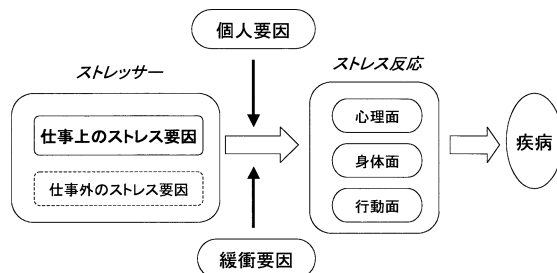 個人要因
ストレッサー
ストレス反応
仕事上のストレス要因
仕事外のストレス要因
心理面
身体面
行動面
疾病
緩衝要因